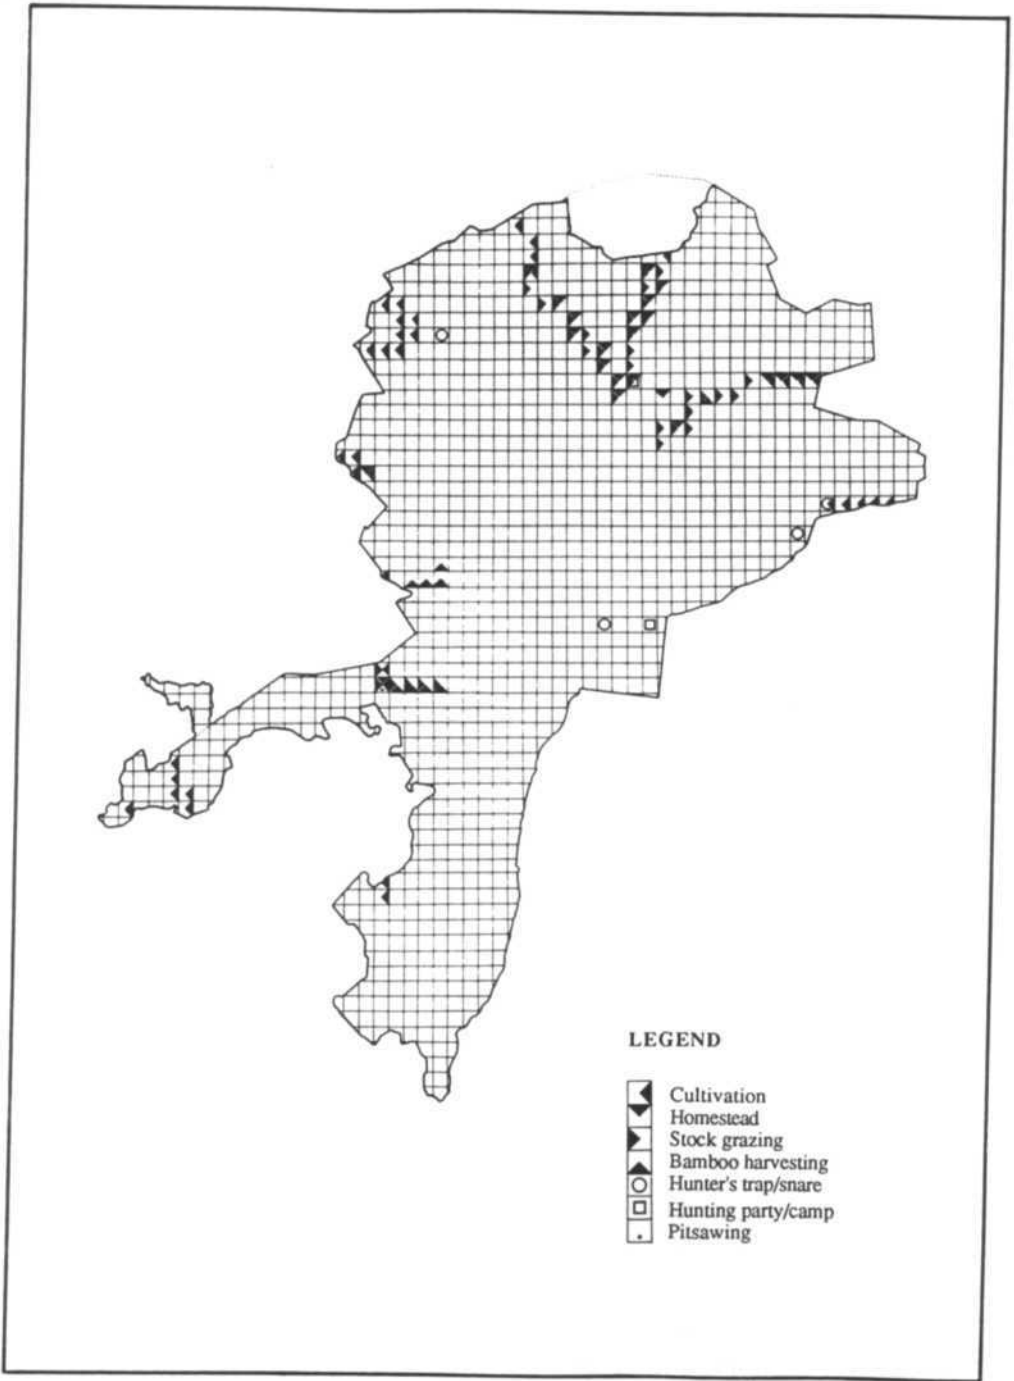 LEGEND
Cultivation
Homestead
Stock grazing
Bamboo harvesting
Hunter's trap/snare
Hunting party/camp
Pitsawing